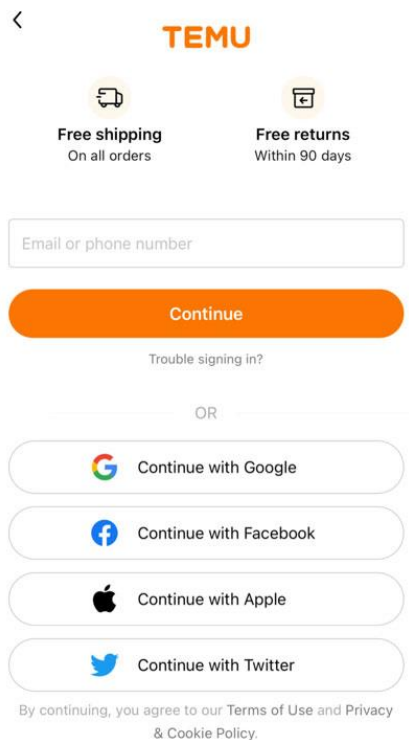 TEMU
Free shipping
On all orders
Free returns
Within 90 days
Email or phone number
Continue
Trouble signing in?
OR
Continue with Google
Continue with Facebook
Continue with Apple
Continue with Twitter
By continuing, you agree to our Terms of Use and Privacy
& Cookie Policy.